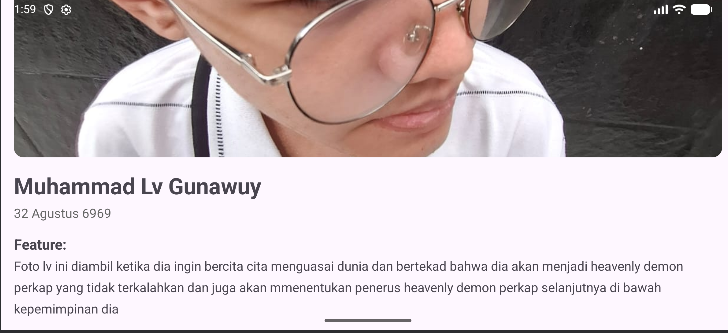 1:59
Muhammad Lv Gunawuy
32 Agustus 6969
Feature:
Foto lv ini diambil ketika dia ingin bercita cita menguasai dunia dan bertekad bahwa dia akan menjadi heavenly demon
perkap yang tidak terkalahkan dan juga akan mmenentukan penerus heavenly demon perkap selanjutnya di bawah
kepemimpinan dia